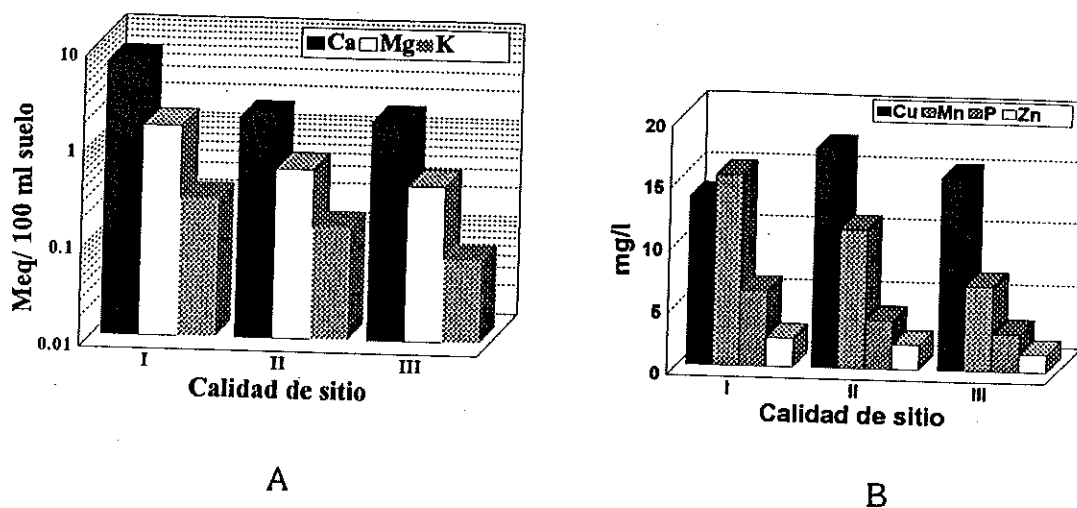 Ca Mg K
Meq/ 100 ml suelo
10
1
0.1
0.01
I II III
Calidad de sitio
A
Cu Mn P Zn
mg/l
20
15
10
5
0
I II III
Calidad de sitio
B